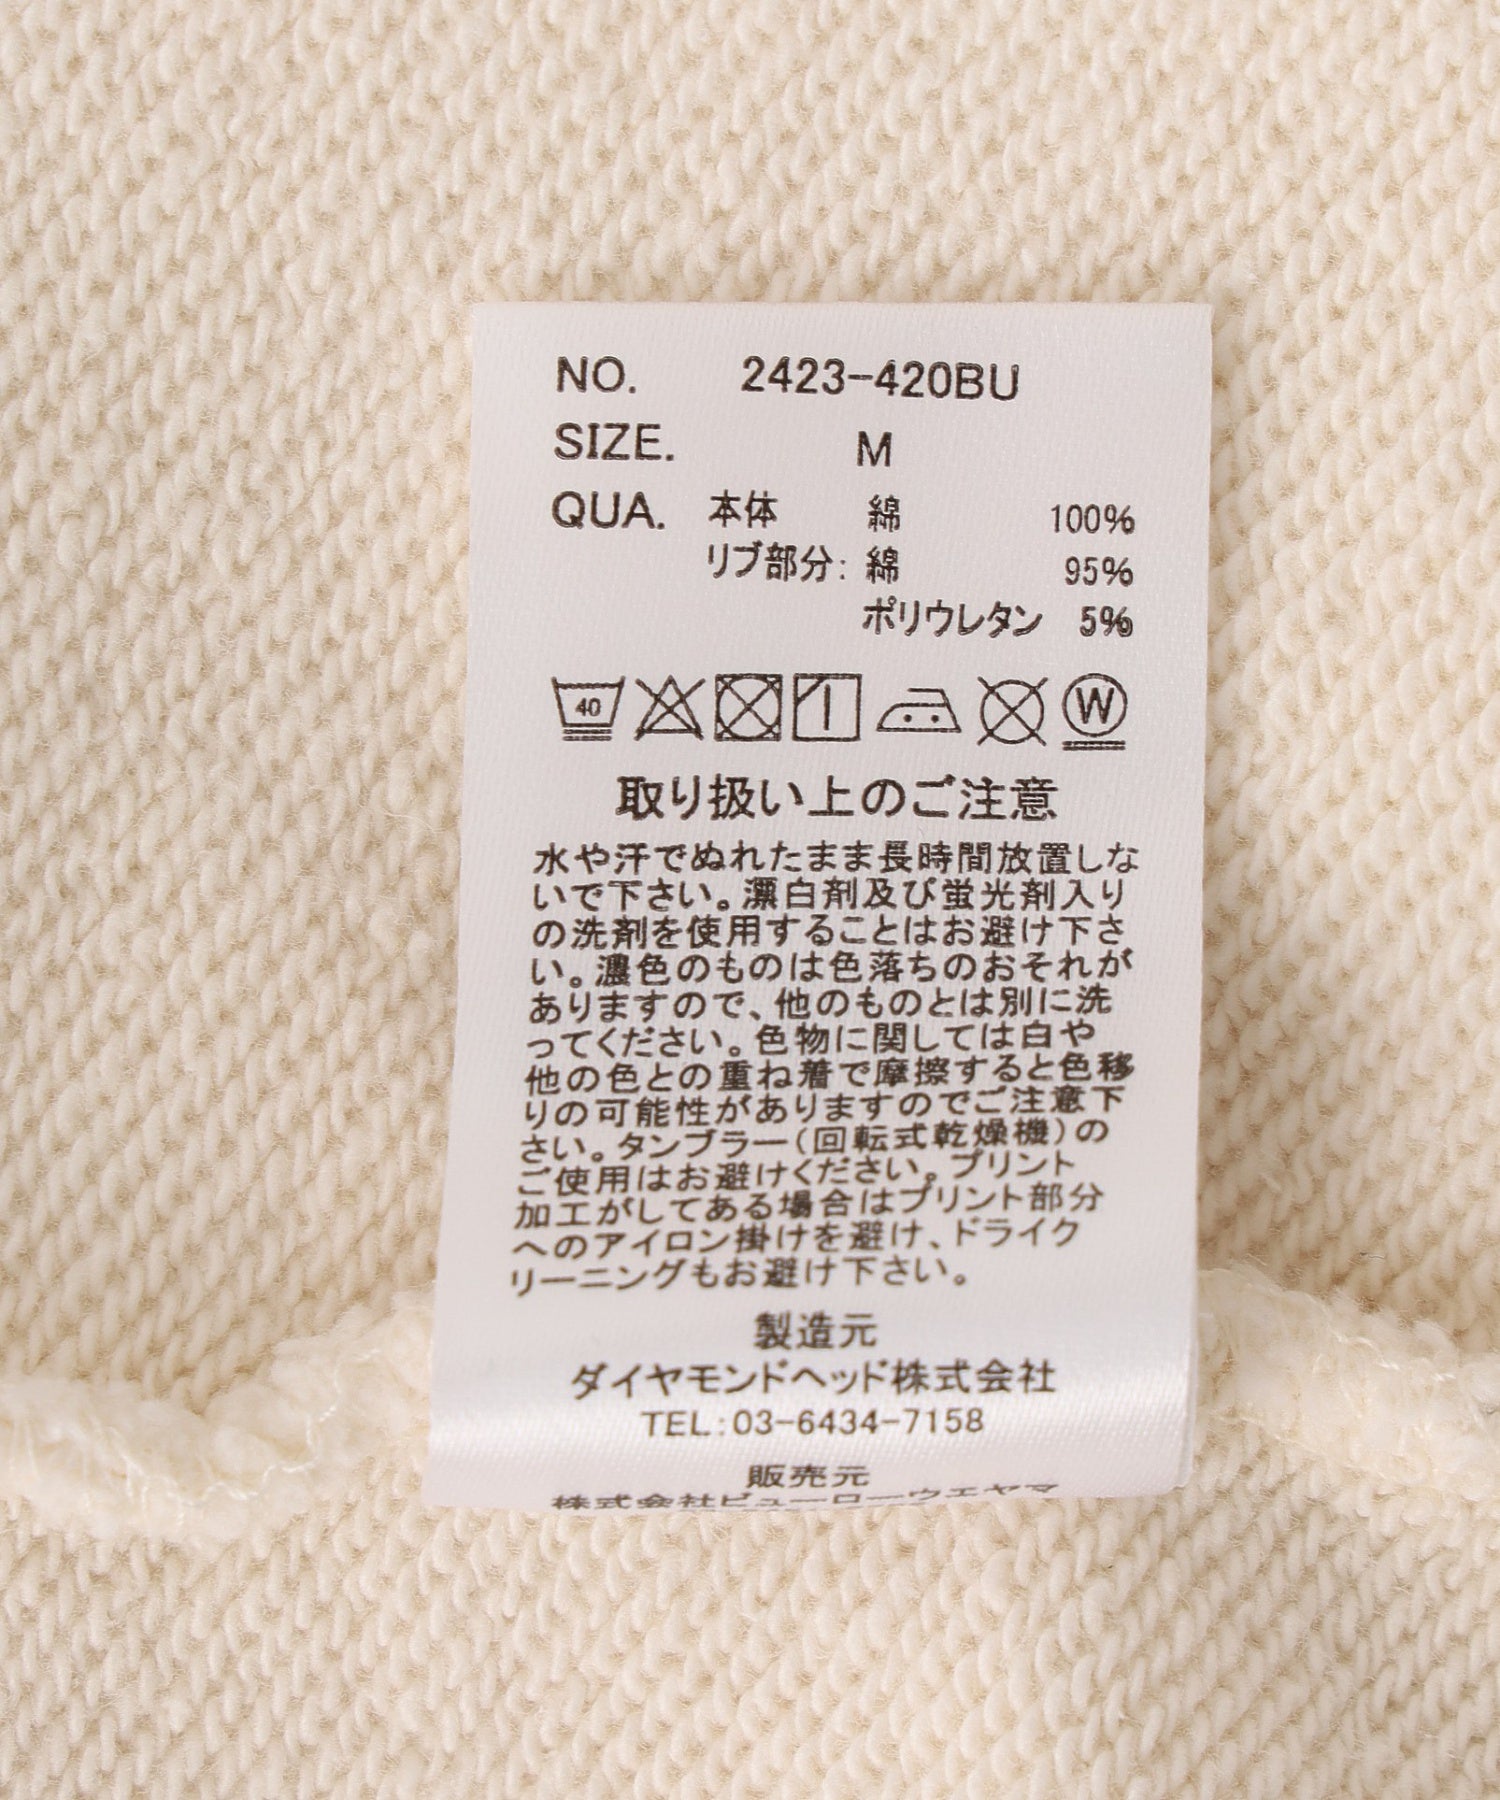 NO. 2423-420BU
SIZE. M
QUA. 本体 綿 100%
リブ部分: 綿 95%
ポリウレタン 5%
40
W
取り扱い上のご注意
水や汗でぬれたまま長時間放置しな
いで下さい。漂白剤及び蛍光剤入り
の洗剤を使用することはお避け下さ
い。濃色のものは色落ちのおそれが
ありますので、他のものとは別に洗
ってください。色物に関しては白や
他の色との重ね着で摩擦すると色移
りの可能性がありますのでご注意下
さい。タンブラー(回転式乾燥機)の
ご使用はお避けください。プリント
加工がしてある場合はプリント部分
へのアイロン掛けを避け、ドライク
リーニングもお避け下さい。
製造元
ダイヤモンドヘッド株式会社
TEL:03-6434-7158
販売元
株式会社ビューローウエヤマ